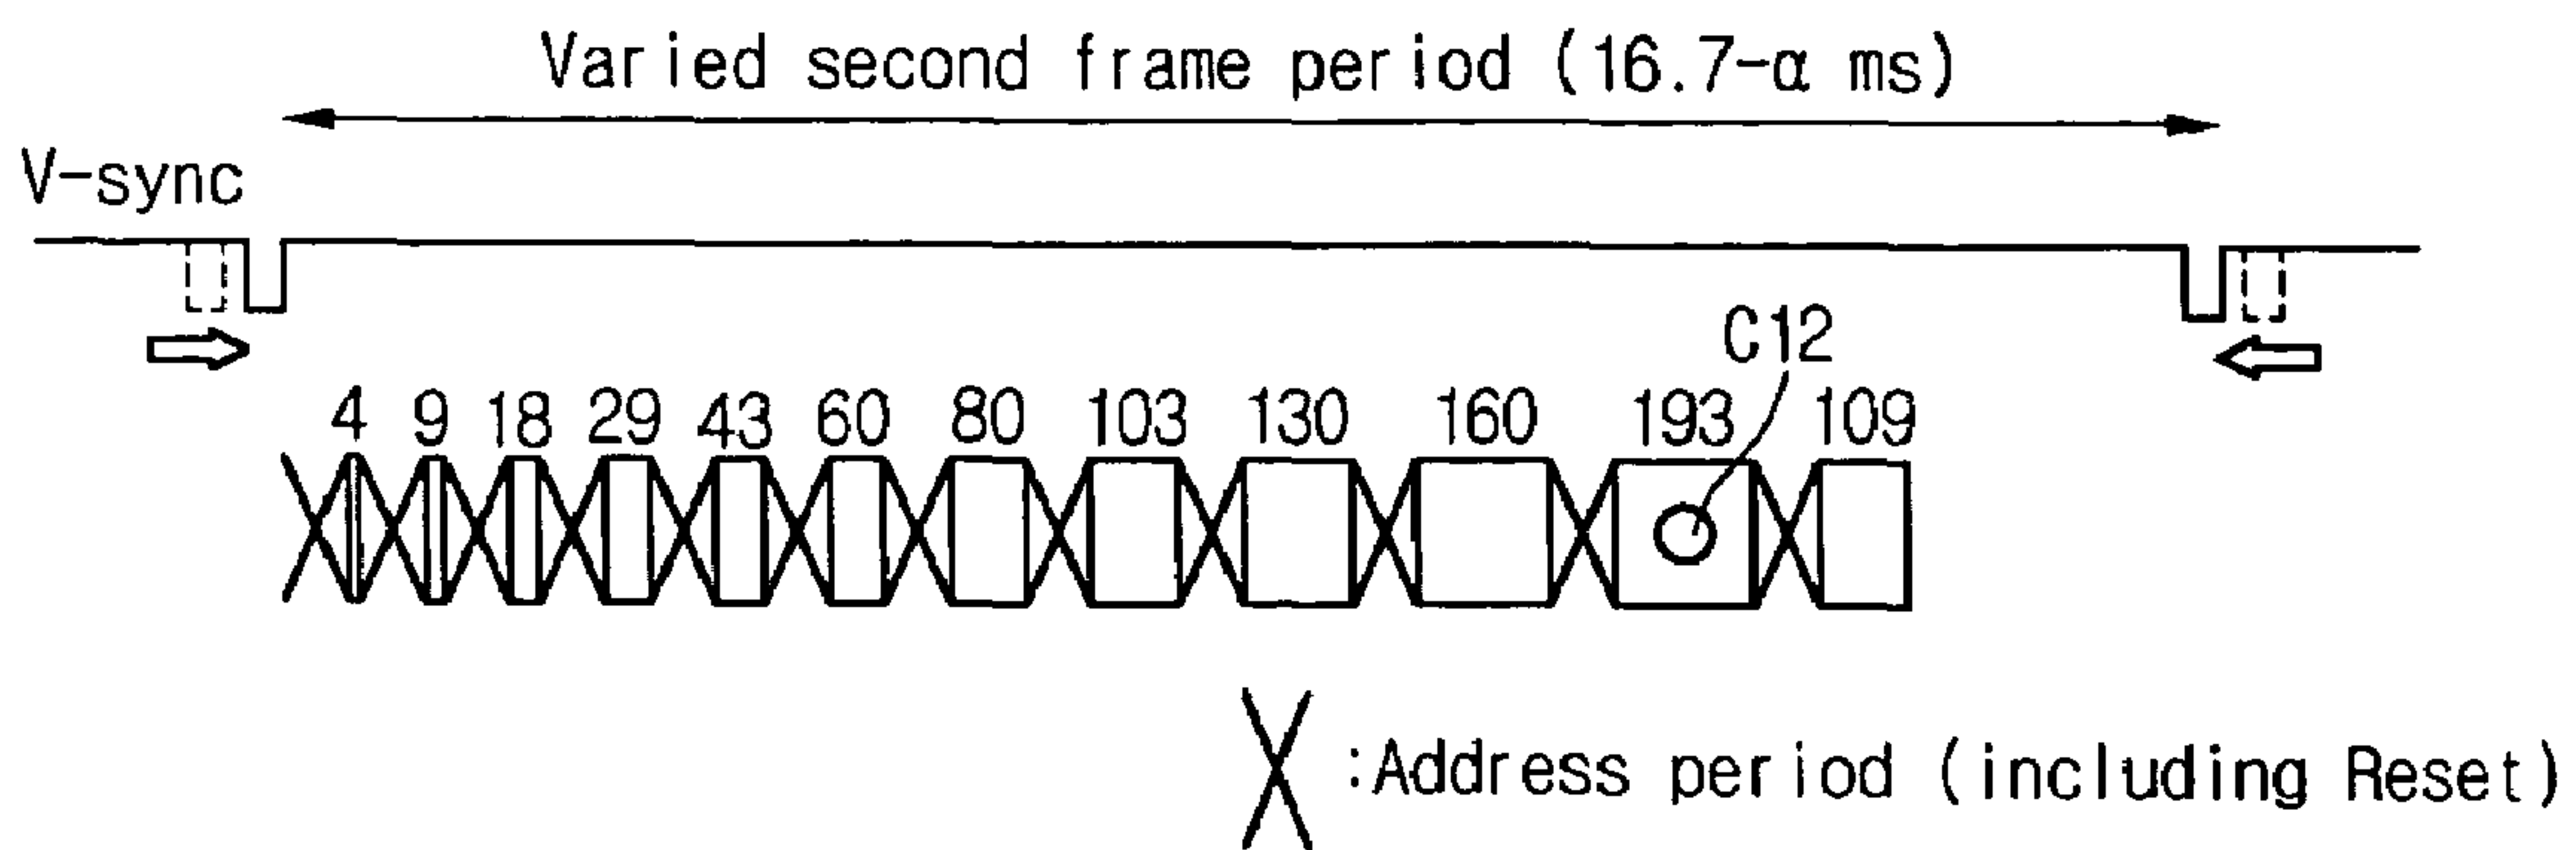 Varied second frame period (16.7-α ms)
V-sync
C12
4 9 18 29 43 60 80 103 130 160 193 109
:Address period (including Reset)